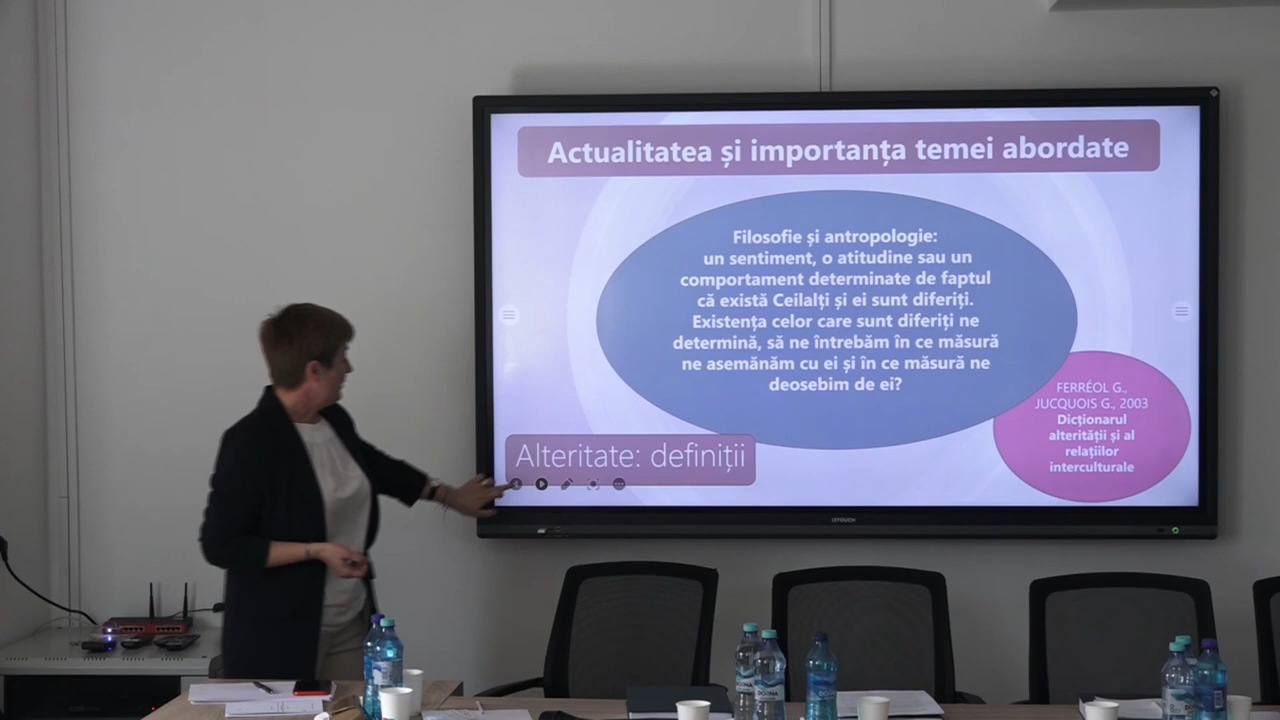 Actualitatea și importanța temei abordate
Filosofie și antropologie:
un sentiment, o atitudine sau un
comportament determinate de faptul
că există Ceilalți și ei sunt diferiți.
Existența celor care sunt diferiți ne
determină, să ne întrebăm în ce măsură
ne asemănăm cu ei și în ce măsură ne
deosebim de ei?
FERRÉOL G.,
JUCQUOIS G., 2003
Dicționarul
alterității și al
relațiilor
interculturale
Alteritate: definiții